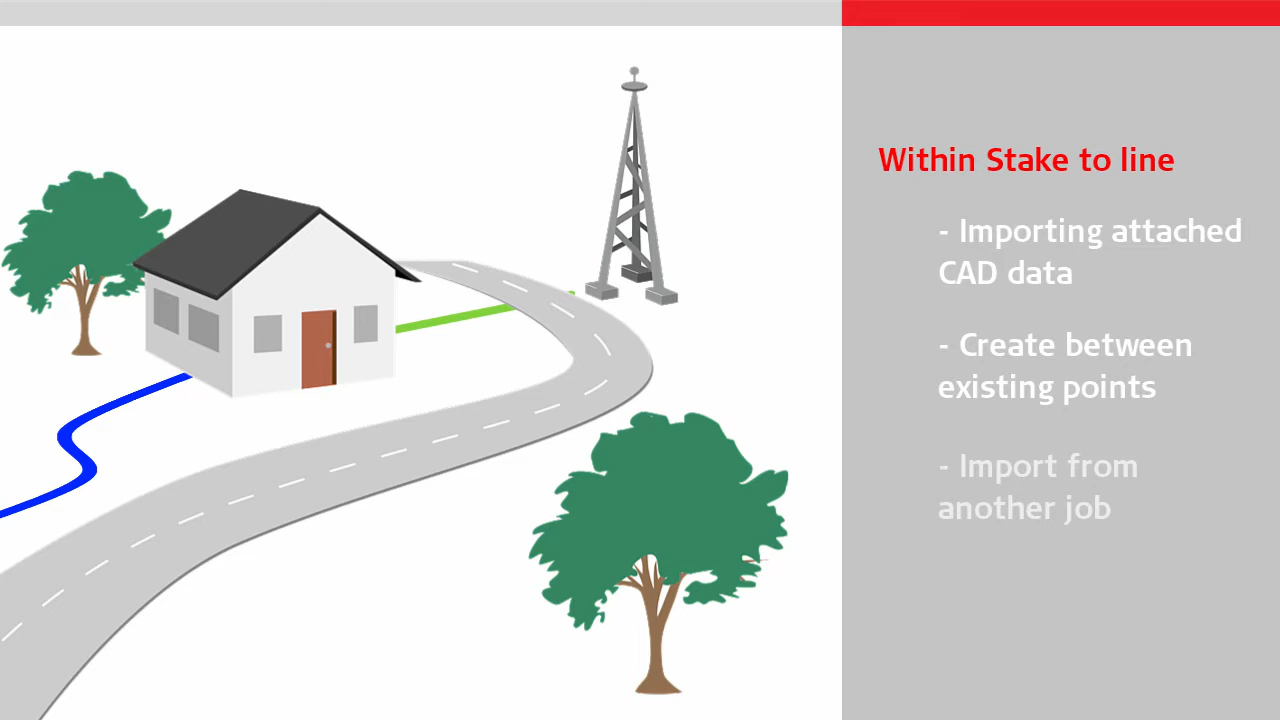 Within Stake to line
- Importing attached
CAD data
- Create between
existing points
- Import from
another job